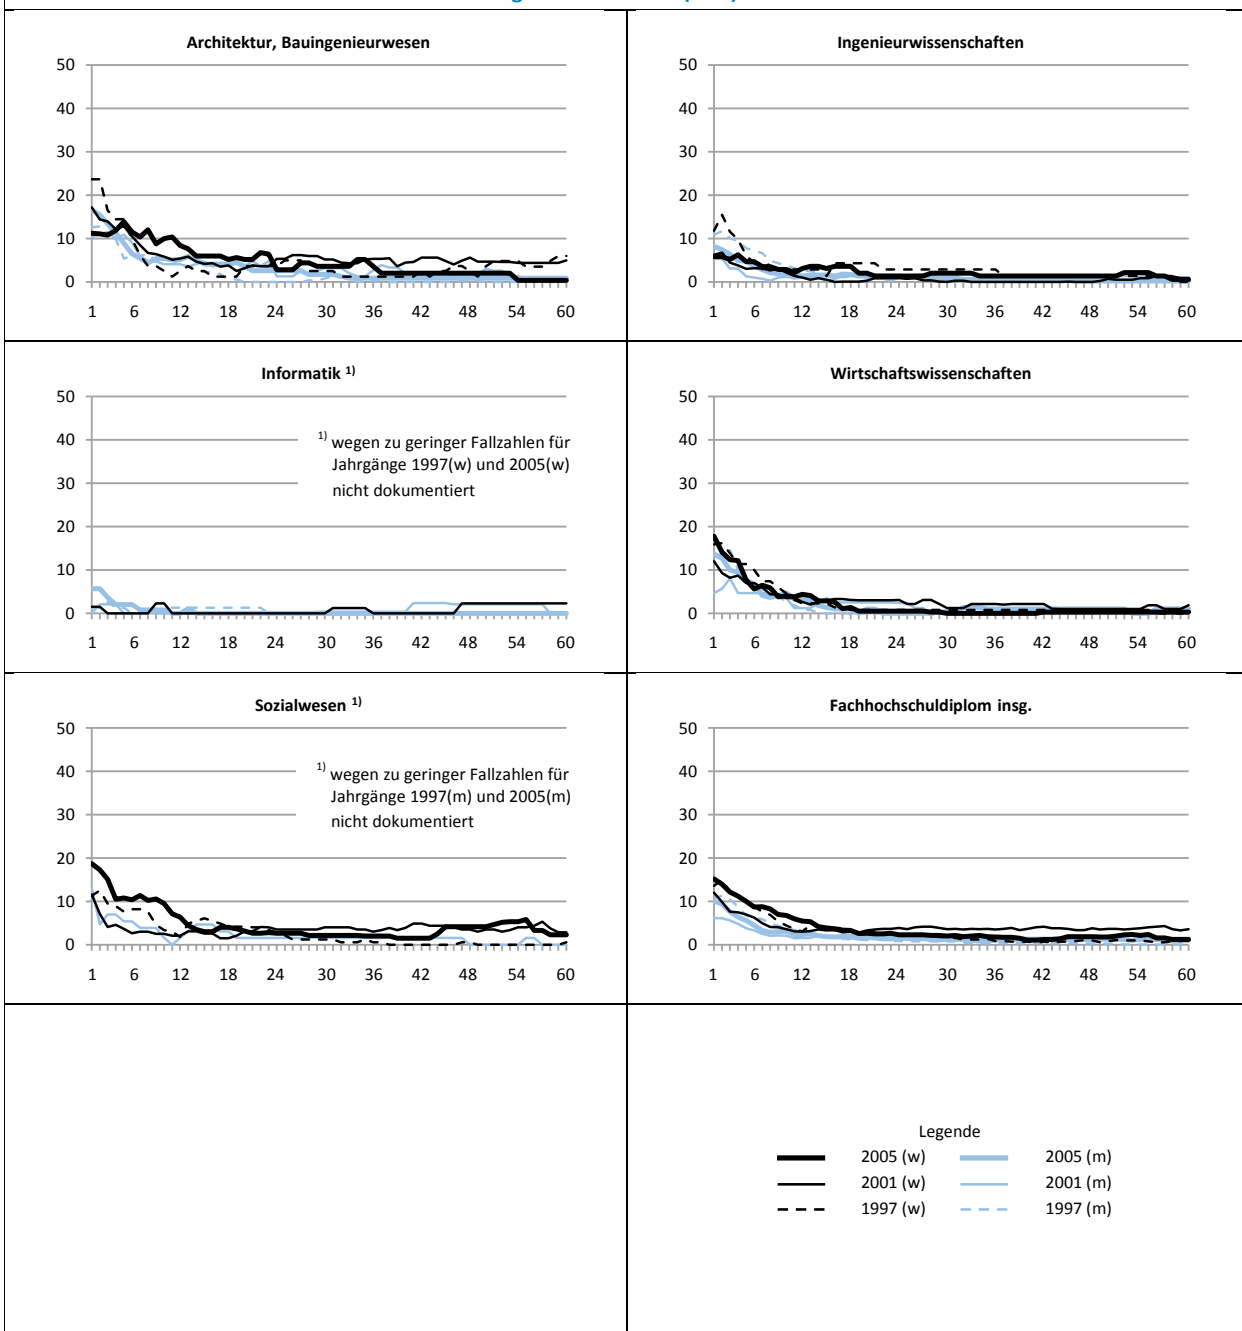 Architektur, Bauingenieurwesen
50
40
30
20
10
0
1 6 12 18 24 30 36 42 48 54 60
Ingenieurwissenschaften
50
40
30
20
10
0
1 6 12 18 24 30 36 42 48 54 60
Informatik 1)
50
40
30
20
10
0
1) wegen zu geringer Fallzahlen für
Jahrgänge 1997(w) und 2005(w)
nicht dokumentiert
1 6 12 18 24 30 36 42 48 54 60
Wirtschaftswissenschaften
50
40
30
20
10
0
1 6 12 18 24 30 36 42 48 54 60
Sozialwesen 1)
50
40
30
20
10
0
1) wegen zu geringer Fallzahlen für
Jahrgänge 1997(m) und 2005(m)
nicht dokumentiert
1 6 12 18 24 30 36 42 48 54 60
Fachhochschuldiplom insg.
50
40
30
20
10
0
1 6 12 18 24 30 36 42 48 54 60
Legende
2005 (w) 2005 (m)
2001 (w) 2001 (m)
1997 (w) 1997 (m)